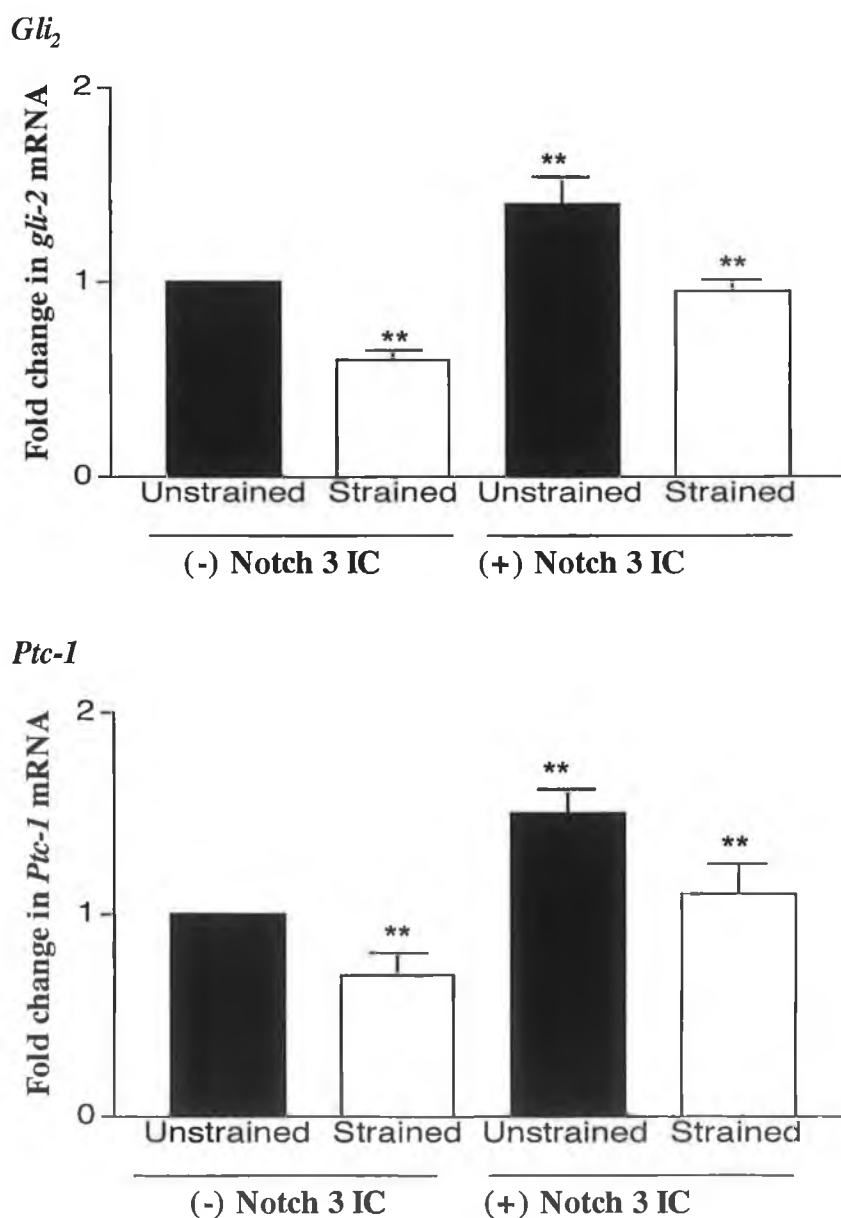 Gli₂
Fold change in gli-2 mRNA
2
1
0
**
**
**
Unstrained Strained Unstrained Strained
(-) Notch 3 IC (+) Notch 3 IC
Ptc-1
Fold change in Ptc-1 mRNA
2
1
0
**
**
**
Unstrained Strained Unstrained Strained
(-) Notch 3 IC (+) Notch 3 IC